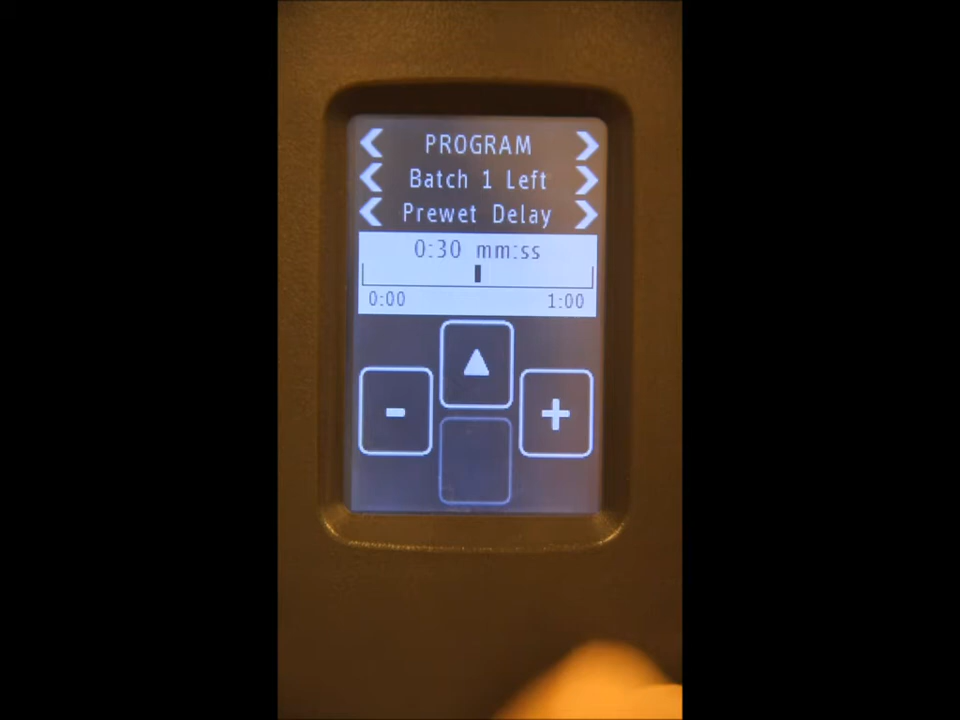 PROGRAM
Batch 1 Left
Prewet Delay
0:30 mm:ss
0:00 1:00
- +